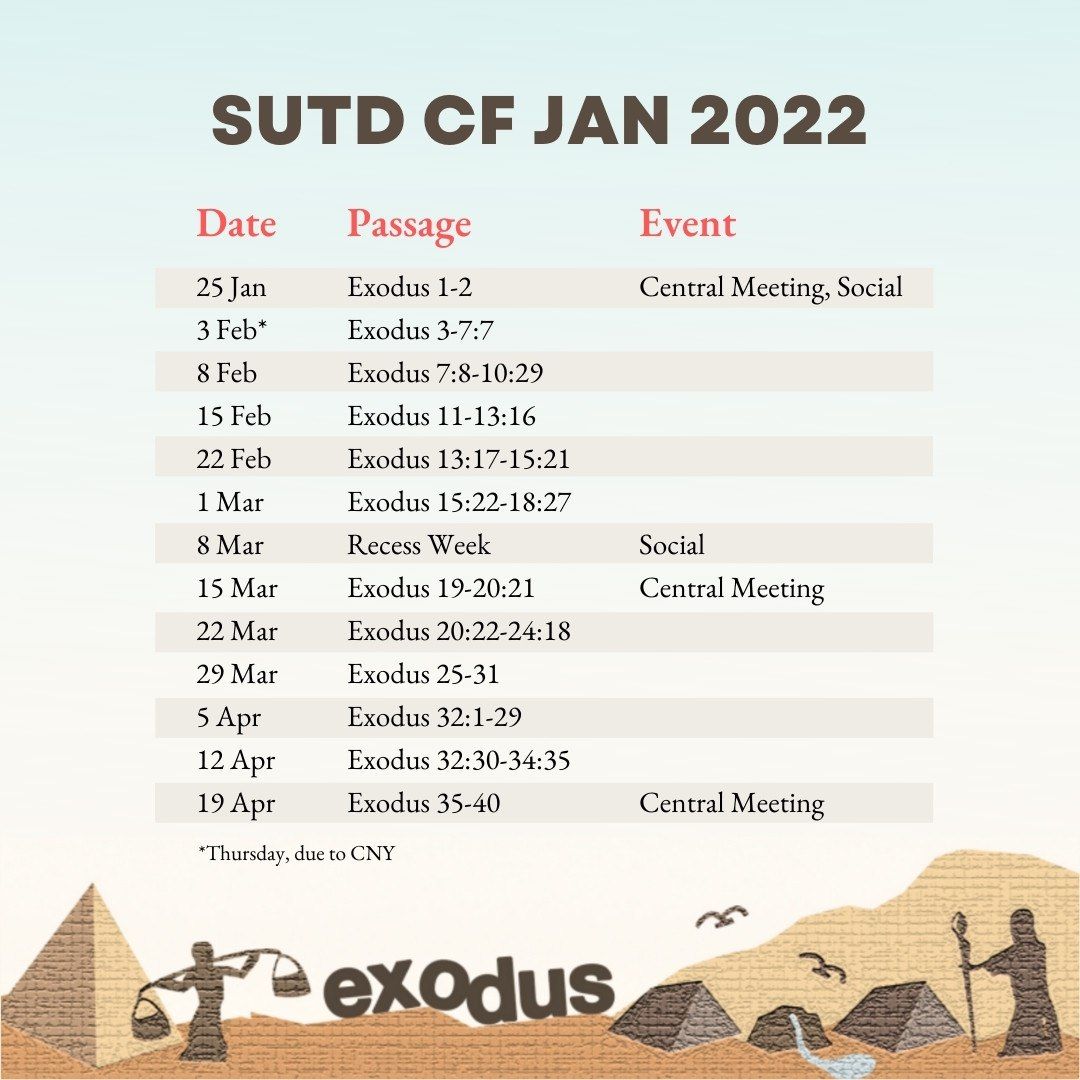 SUTD CF JAN 2022
Date Passage Event
25 Jan Exodus 1-2 Central Meeting, Social
3 Feb* Exodus 3-7:7
8 Feb Exodus 7:8-10:29
15 Feb Exodus 11-13:16
22 Feb Exodus 13:17-15:21
1 Mar Exodus 15:22-18:27
8 Mar Recess Week Social
15 Mar Exodus 19-20:21 Central Meeting
22 Mar Exodus 20:22-24:18
29 Mar Exodus 25-31
5 Apr Exodus 32:1-29
12 Apr Exodus 32:30-34:35
19 Apr Exodus 35-40 Central Meeting
*Thursday, due to CNY
exodus